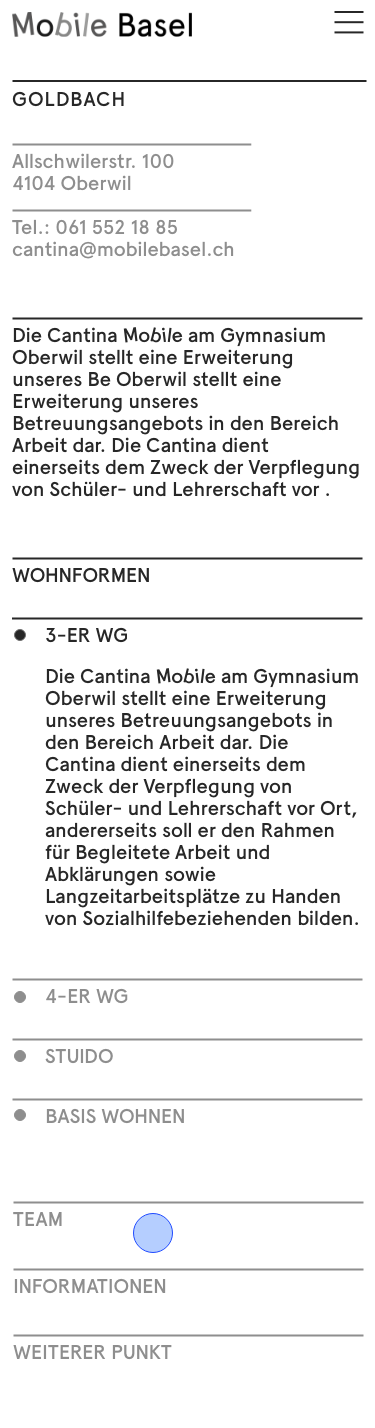 Mobile Basel
GOLDBACH
Allschwilerstr. 100
4104 Oberwil
Tel.: 061 552 18 85
cantina@mobilebasel.ch
Die Cantina Mobile am Gymnasium
Oberwil stellt eine Erweiterung
unseres Be Oberwil stellt eine
Erweiterung unseres
Betreuungsangebots in den Bereich
Arbeit dar. Die Cantina dient
einerseits dem Zweck der Verpflegung
von Schüler- und Lehrerschaft vor .
WOHNFORMEN
3-ER WG
Die Cantina Mobile am Gymnasium
Oberwil stellt eine Erweiterung
unseres Betreuungsangebots in
den Bereich Arbeit dar. Die
Cantina dient einerseits dem
Zweck der Verpflegung von
Schüler- und Lehrerschaft vor Ort,
andererseits soll er den Rahmen
für Begleitete Arbeit und
Abklärungen sowie
Langzeitarbeitsplätze zu Handen
von Sozialhilfebeziehenden bilden.
4-ER WG
STUIDO
BASIS WOHNEN
TEAM
INFORMATIONEN
WEITERER PUNKT